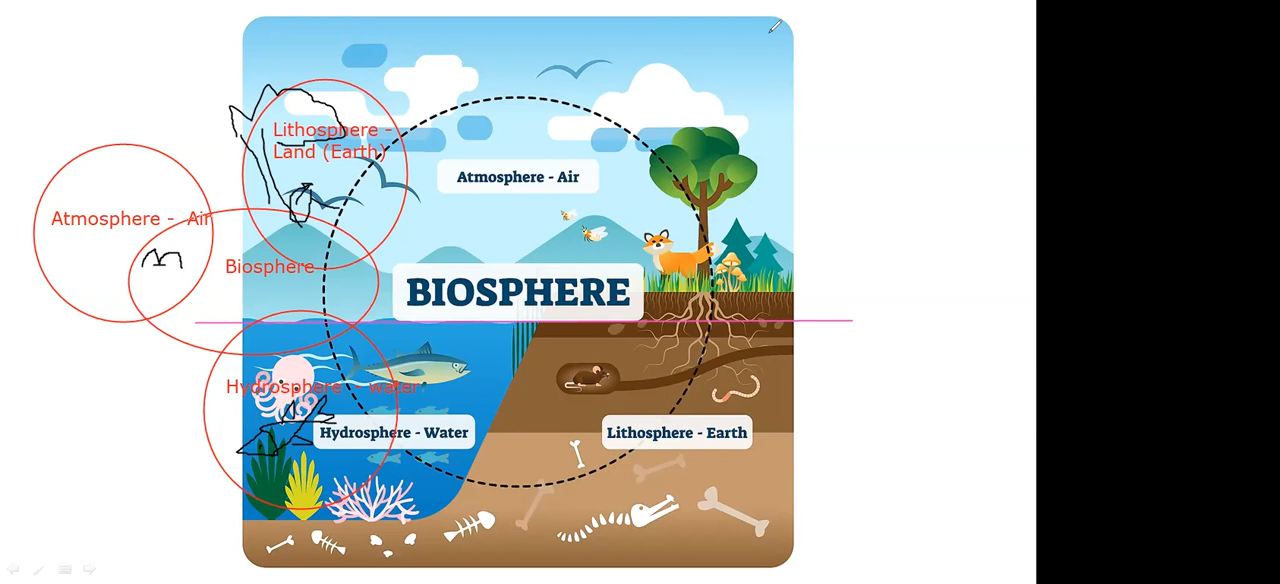 Lithosphere -
Land (Earth)
Atmosphere - Air
Atmosphere - Air
Biosphere
BIOSPHERE
Hydrosphere - water
Hydrosphere - Water
Lithosphere - Earth